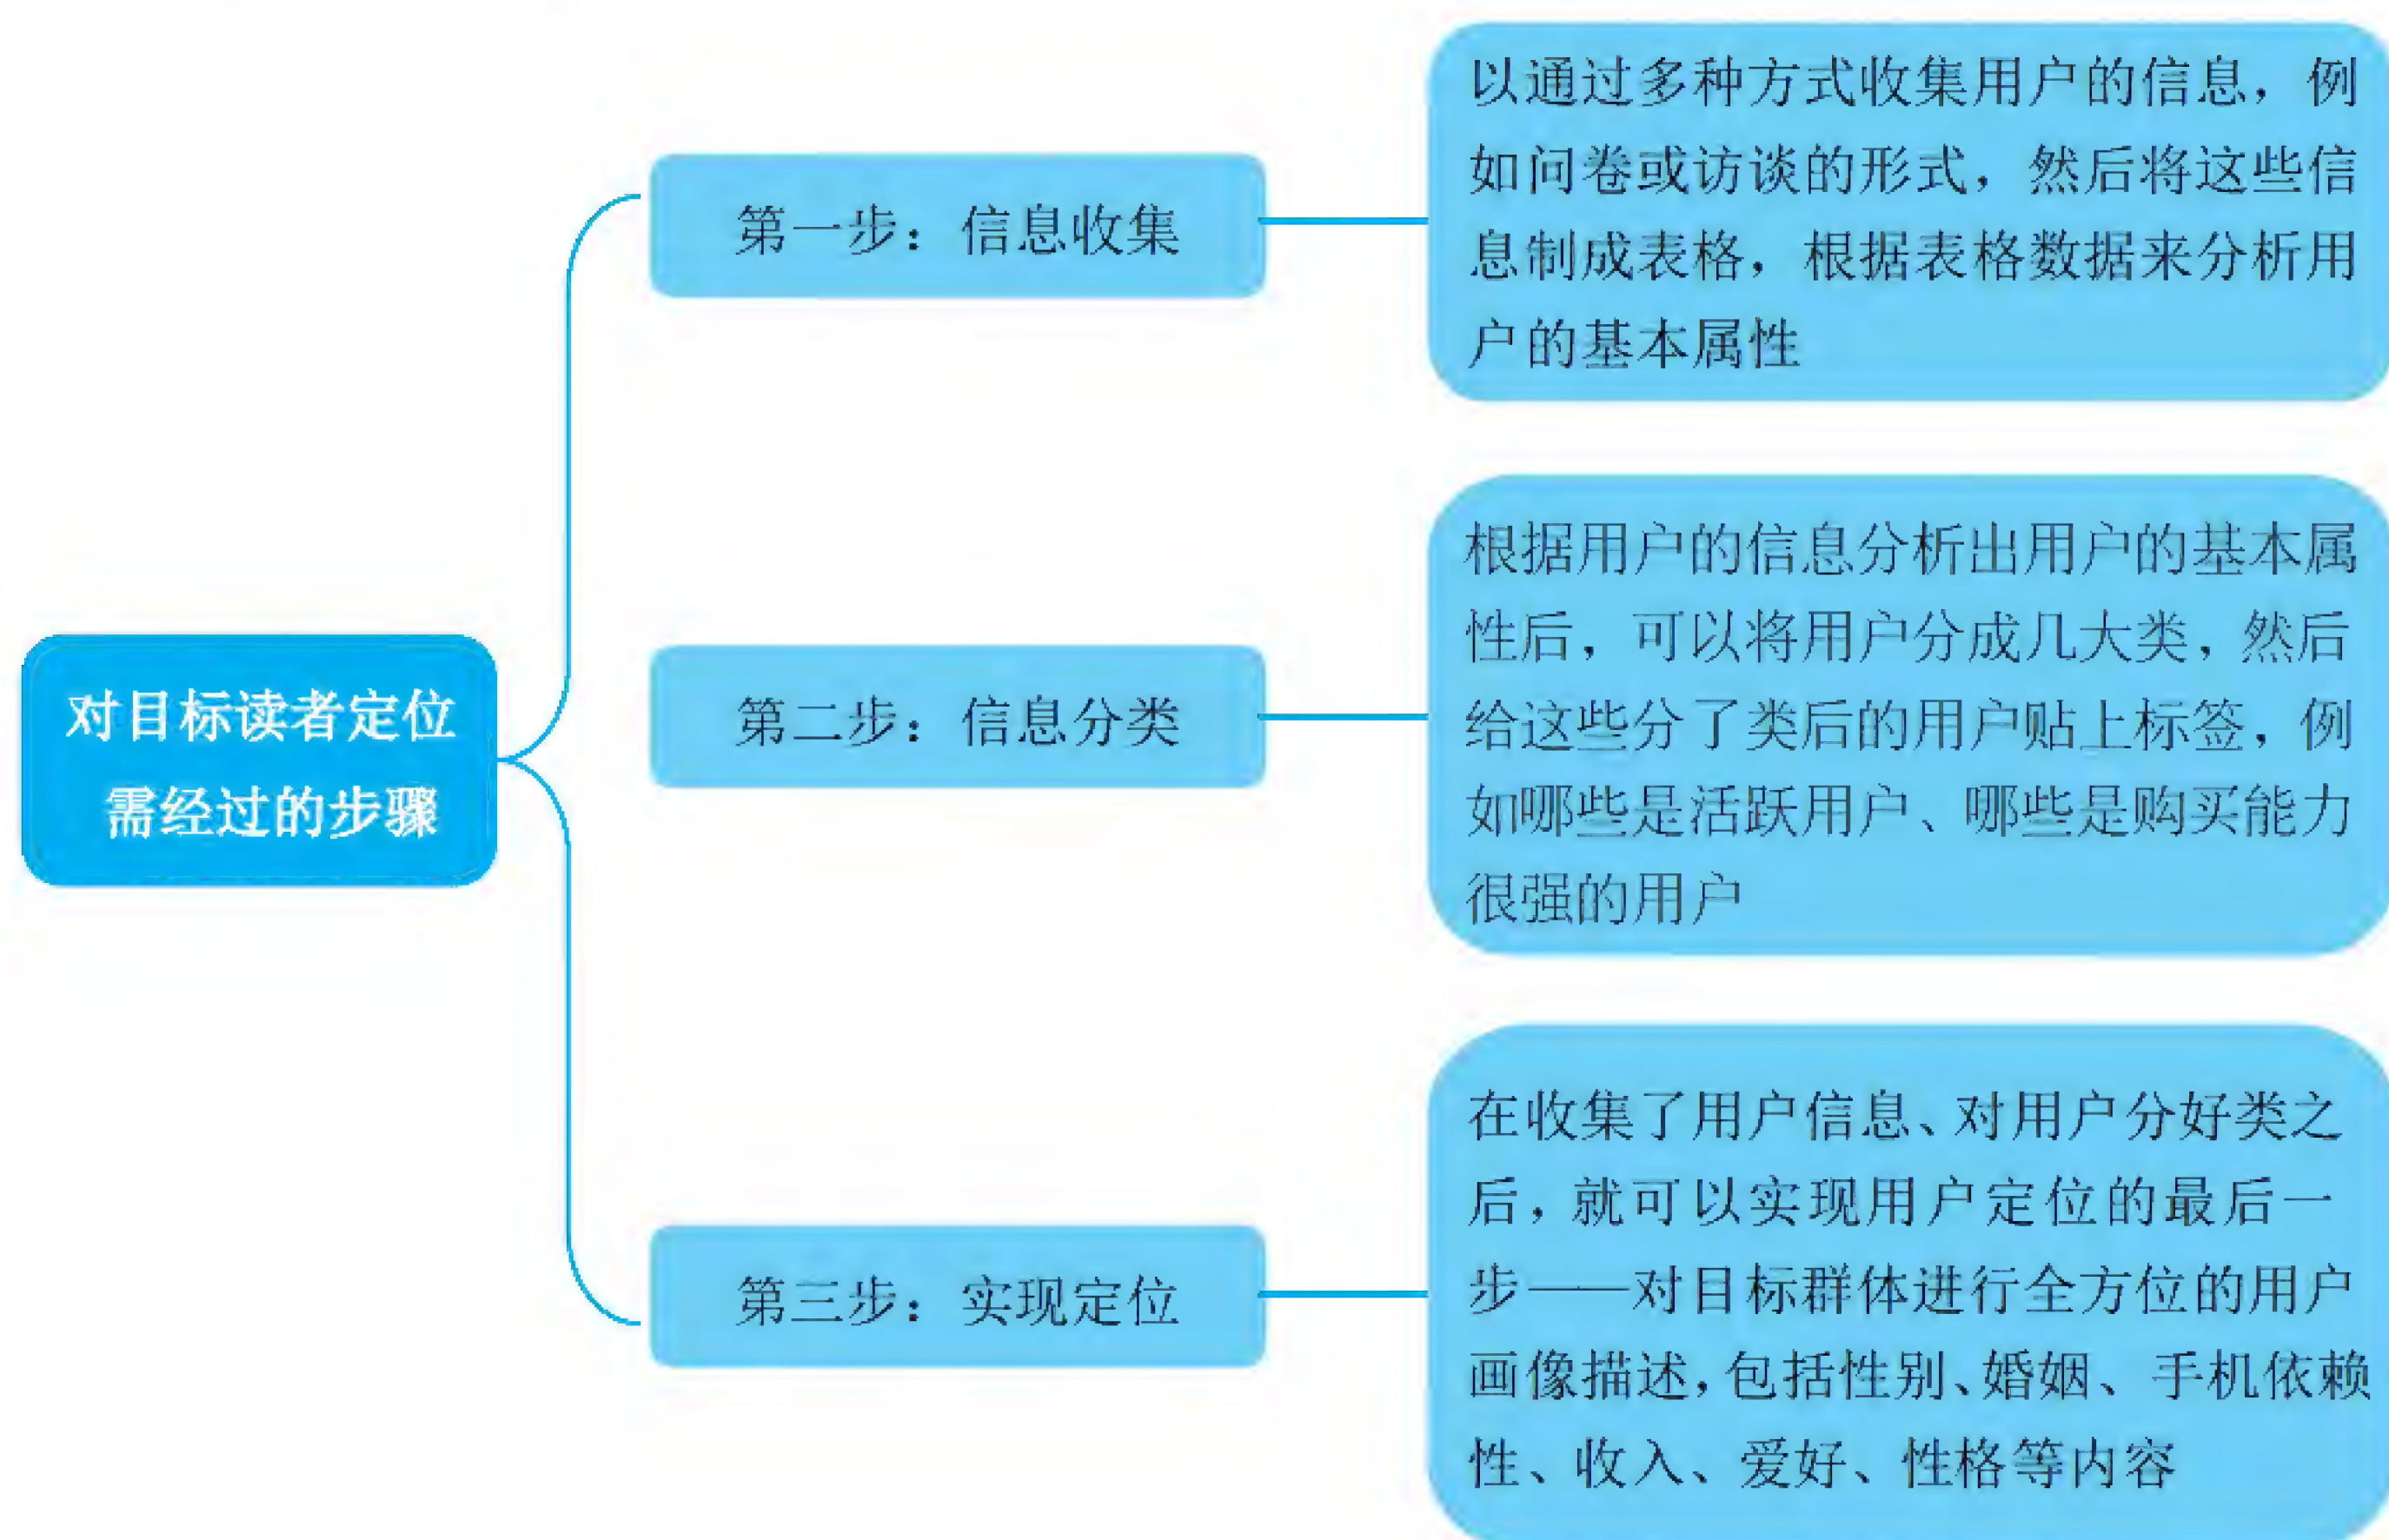 对目标读者定位
需经过的步骤
第一步：信息收集
以通过多种方式收集用户的信息，例
如问卷或访谈的形式，然后将这些信
息制成表格，根据表格数据来分析用
户的基本属性
第二步：信息分类
根据用户的信息分析出用户的基本属
性后，可以将用户分成几大类，然后
给这些分了类后的用户贴上标签，例
如哪些是活跃用户、哪些是购买能力
很强的用户
第三步：实现定位
在收集了用户信息、对用户分好类之
后，就可以实现用户定位的最后一
步——对目标群体进行全方位的用户
画像描述，包括性别、婚姻、手机依赖
性、收入、爱好、性格等内容